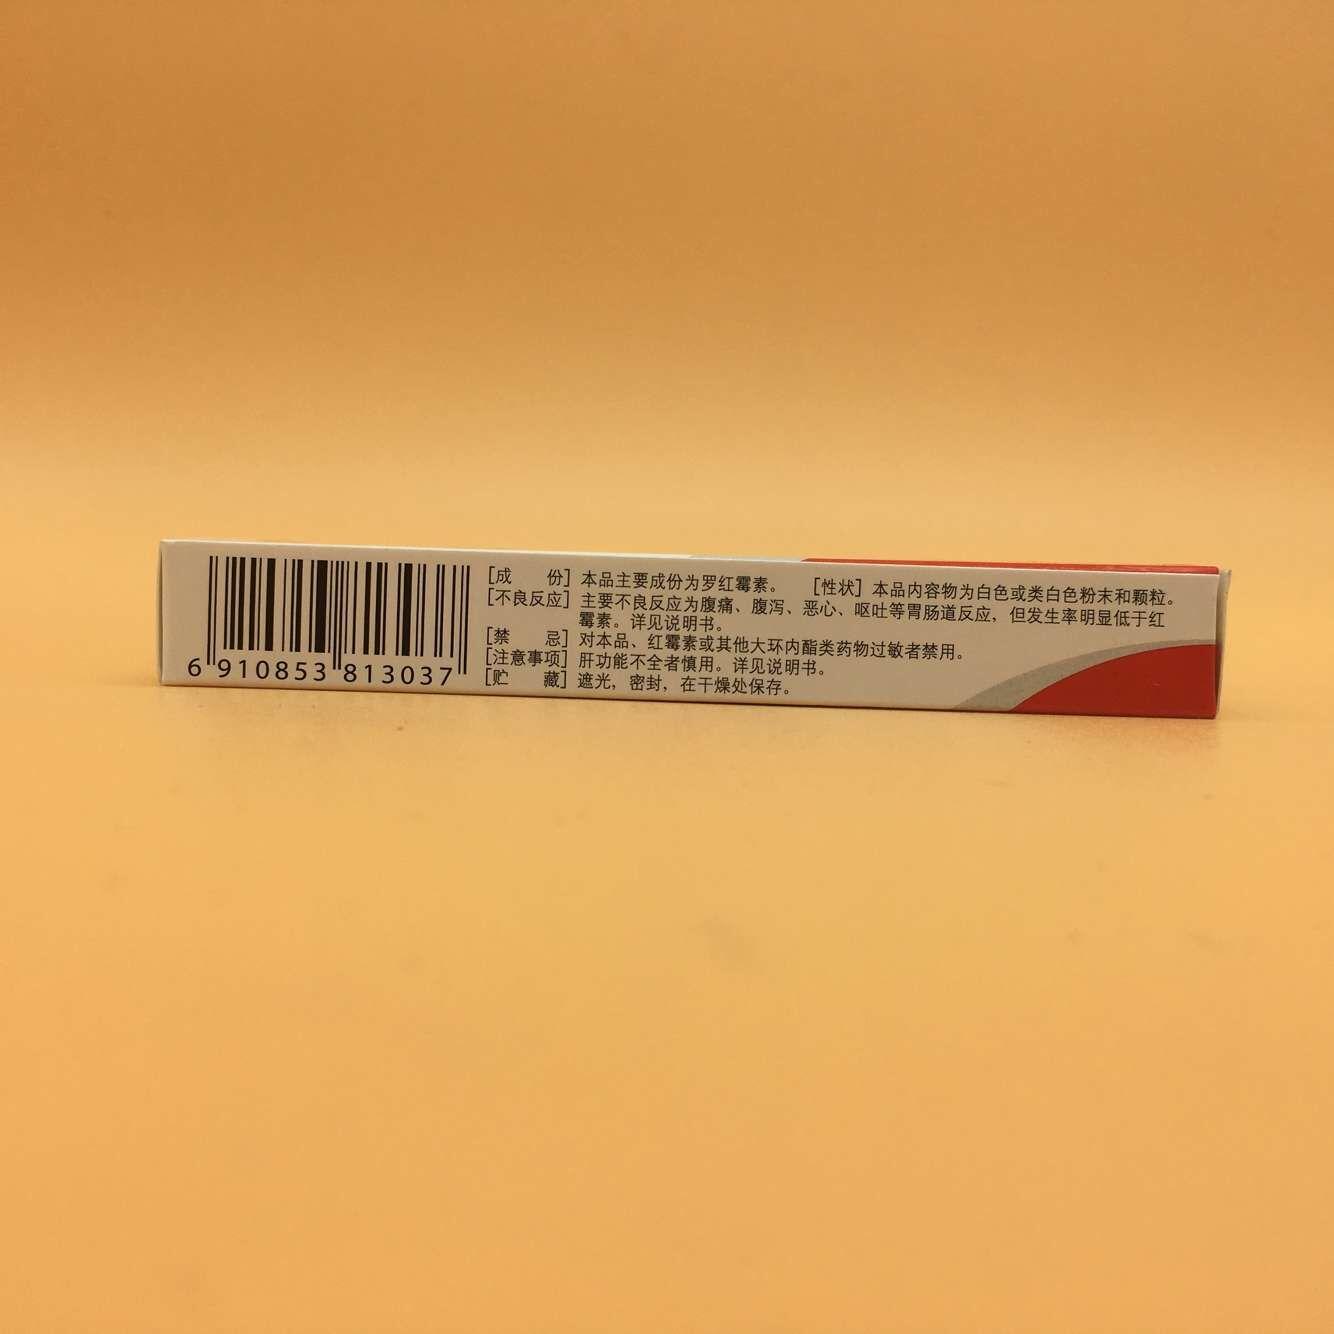 [成 份] 本品主要成份为罗红霉素。 [性状] 本品内容物为白色或类白色粉末和颗粒。
[不良反应] 主要不良反应为腹痛、腹泻、恶心、呕吐等胃肠道反应，但发生率明显低于红
霉素。详见说明书。
[禁 忌] 对本品、红霉素或其他大环内酯类药物过敏者禁用。
[注意事项] 肝功能不全者慎用。详见说明书。
[贮 藏] 遮光，密封，在干燥处保存。
6 910853 813037